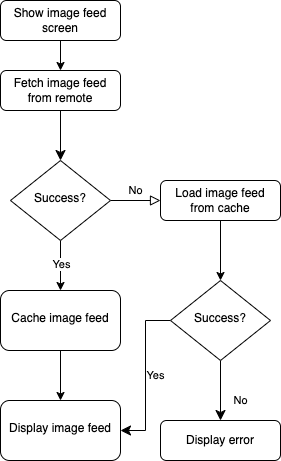 Show image feed
screen
Fetch image feed
from remote
Success?
No
Load image feed
from cache
Yes
Cache image feed
Success?
Yes
No
Display image feed
Display error